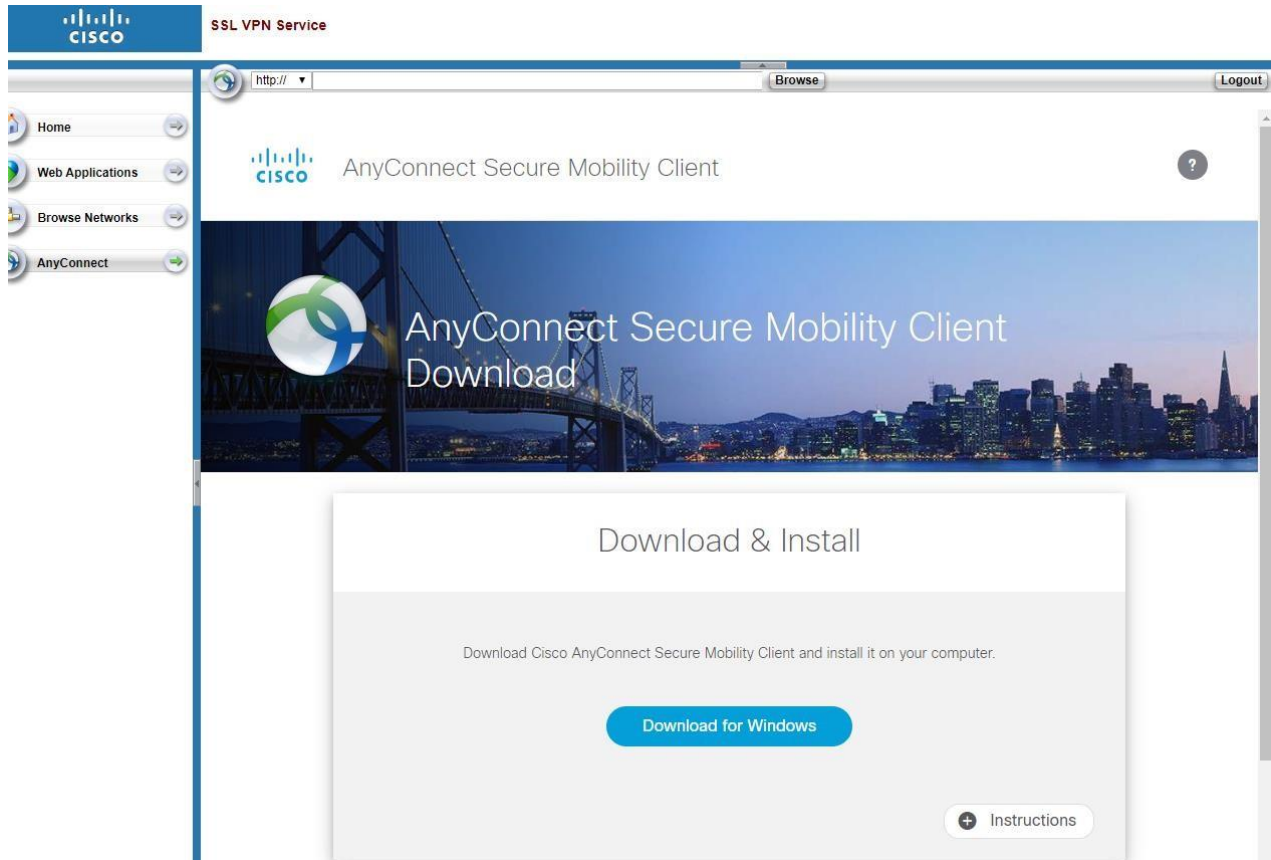 CISCO
SSL VPN Service
http://
Browse
Logout
Home
Web Applications
Browse Networks
AnyConnect
CISCO
AnyConnect Secure Mobility Client
?
AnyConnect Secure Mobility Client
Download
Download & Install
Download Cisco AnyConnect Secure Mobility Client and install it on your computer.
Download for Windows
Instructions